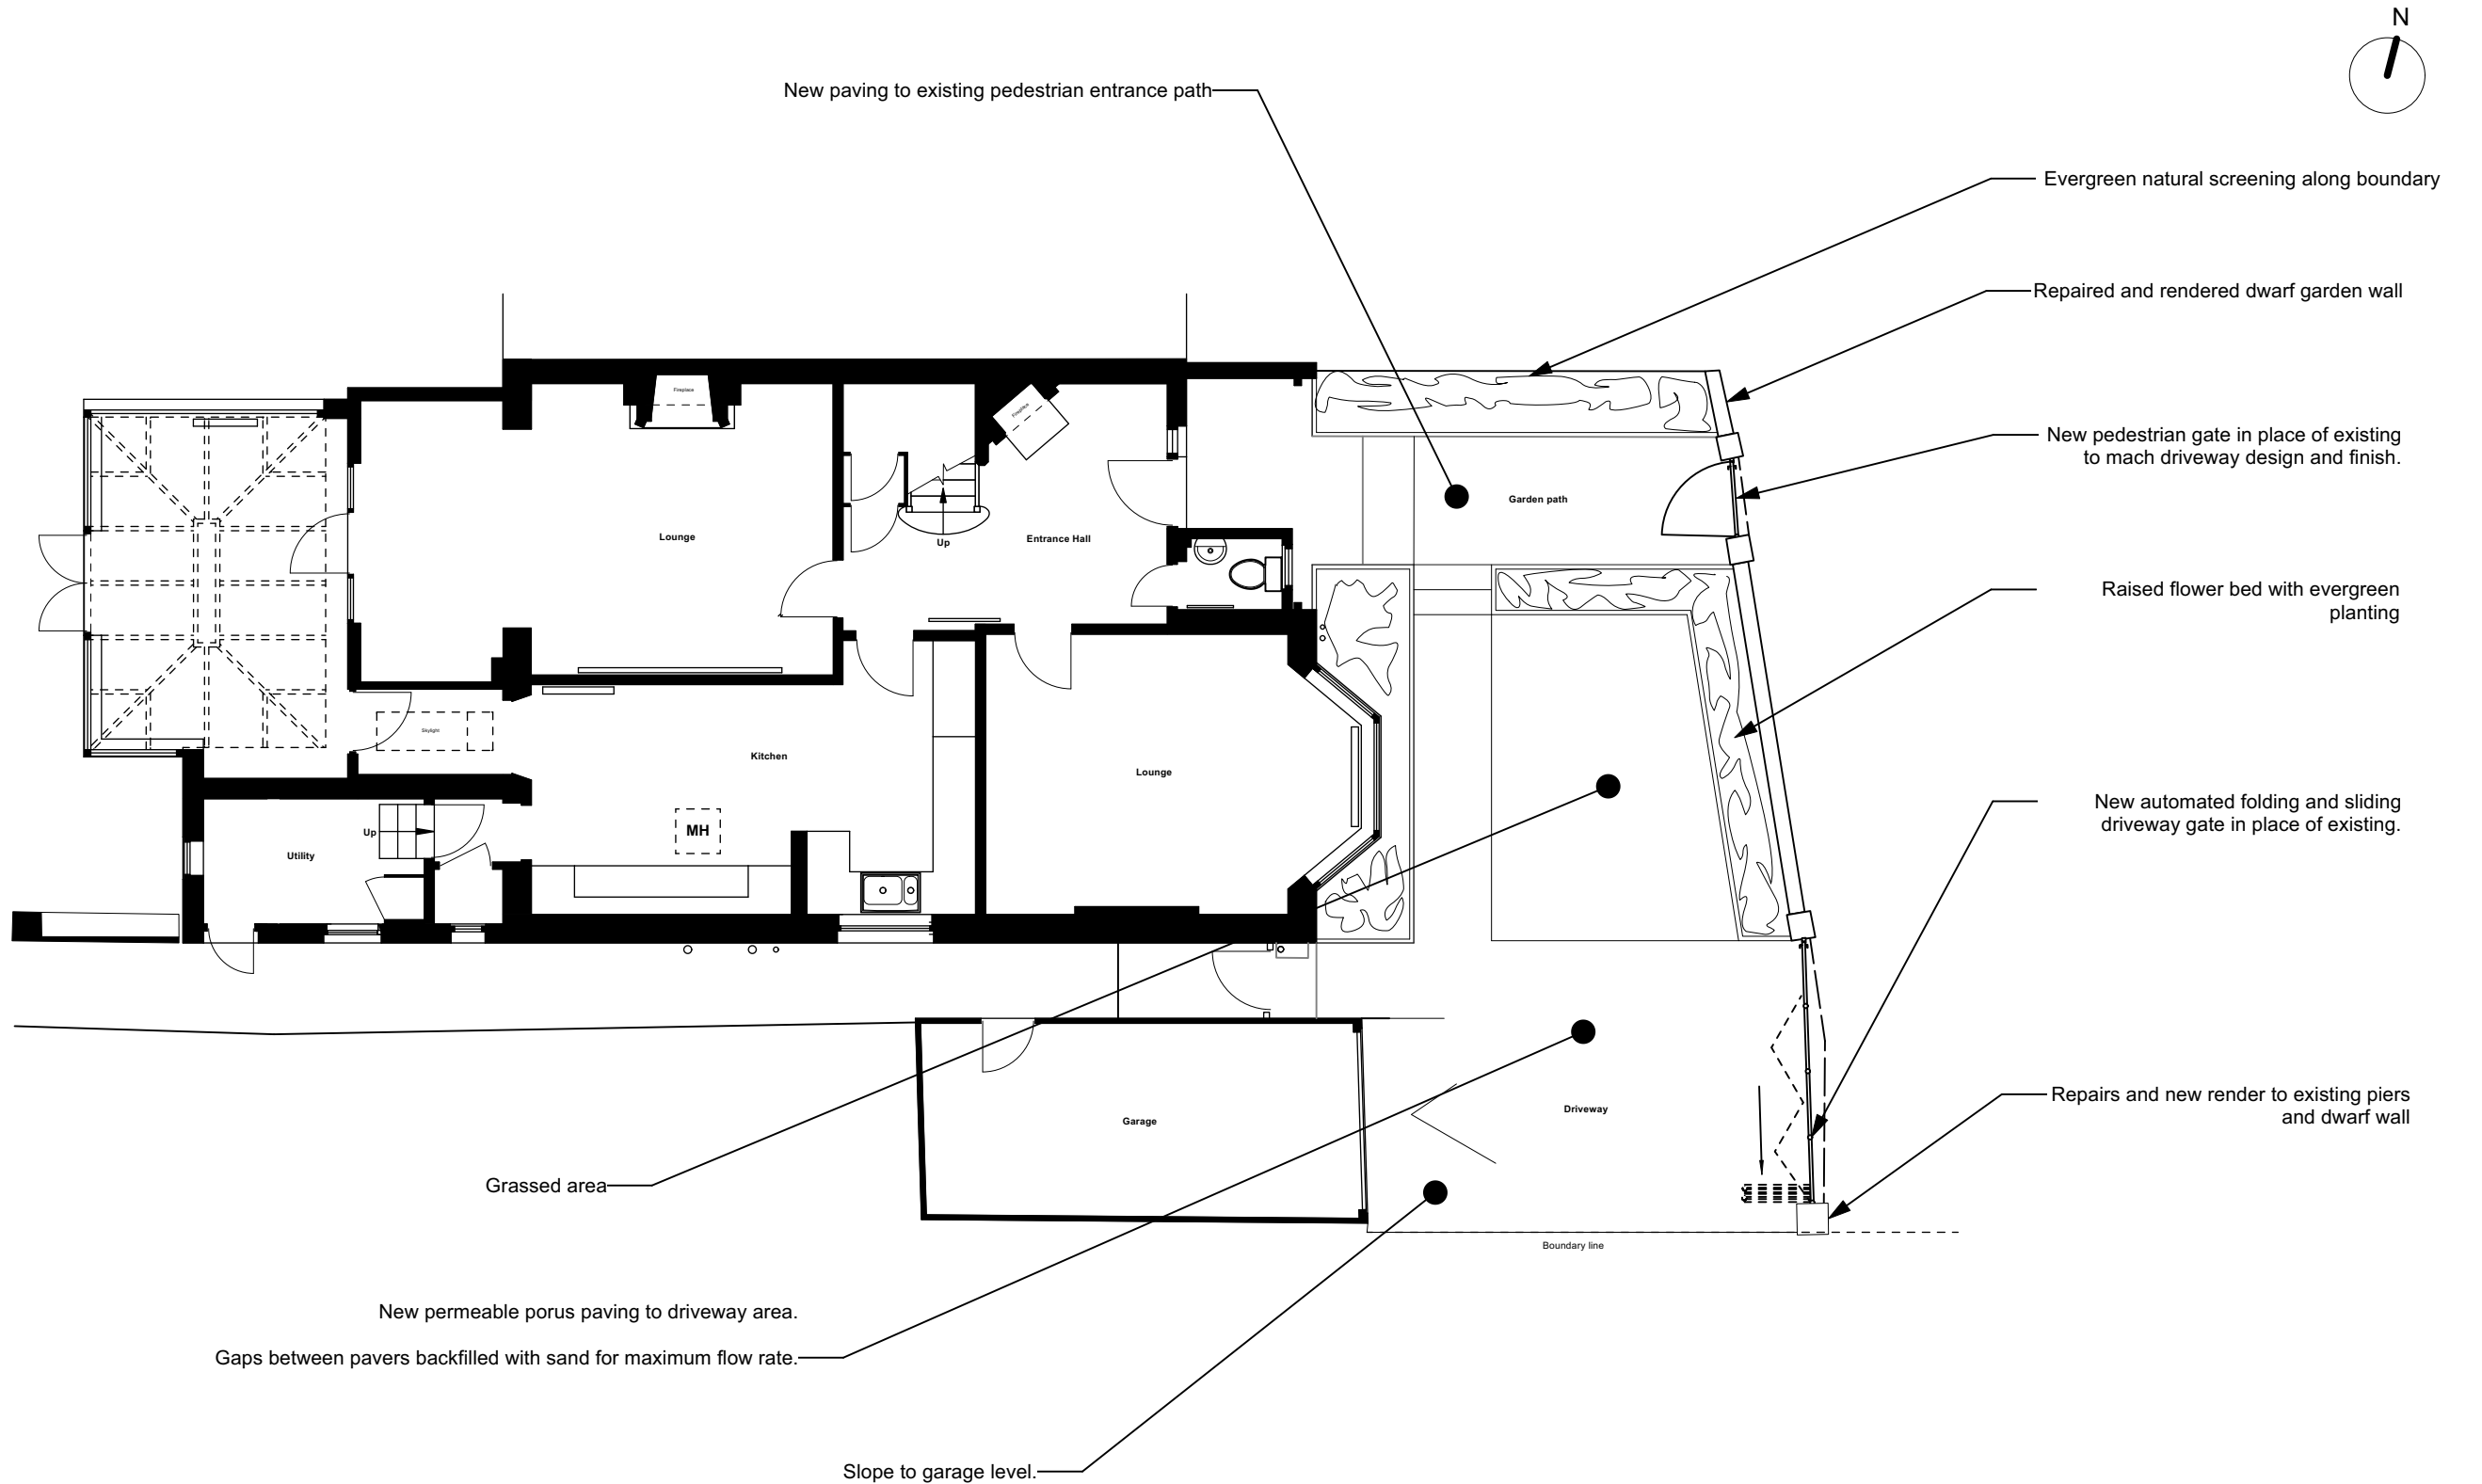 N
New paving to existing pedestrian entrance path
Evergreen natural screening along boundary
Repaired and rendered dwarf garden wall
Fireplace
Fireplace
New pedestrian gate in place of existing
to mach driveway design and finish.
Garden path
Lounge
Up
Entrance Hall
Raised flower bed with evergreen
planting
Skylight
Kitchen
Lounge
New automated folding and sliding
driveway gate in place of existing.
MH
Up
Utility
Repairs and new render to existing piers
and dwarf wall
Driveway
Garage
Grassed area
Boundary line
New permeable porus paving to driveway area.
Gaps between pavers backfilled with sand for maximum flow rate.
Slope to garage level.